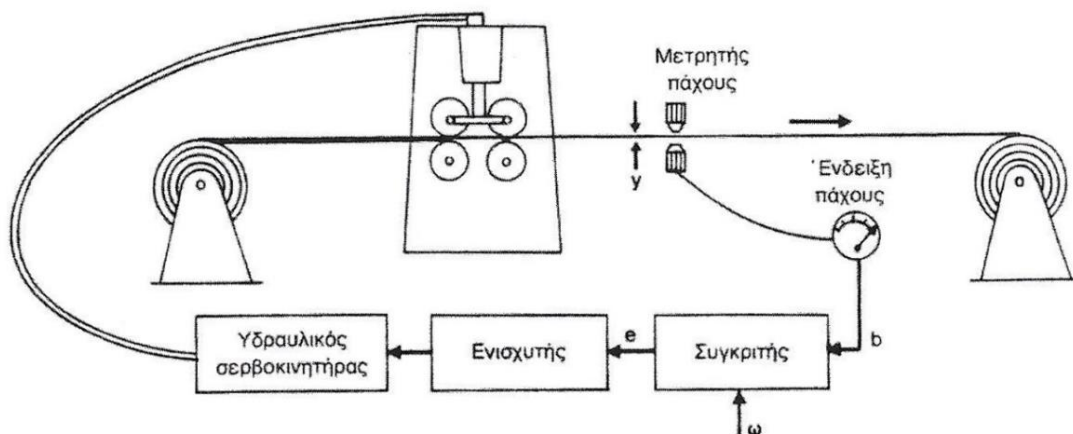 Μετρητής
πάχους
y
Ένδειξη
πάχους
Υδραυλικός
σερβοκινητήρας
Ενισχυτής
e
Συγκριτής
b
ω